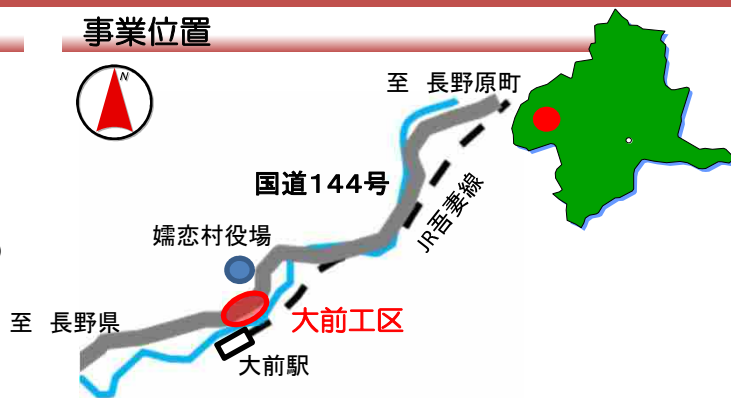 事業位置
N
至 長野原町
国道144号
JR吾妻線
嬬恋村役場
至 長野県
大前工区
大前駅